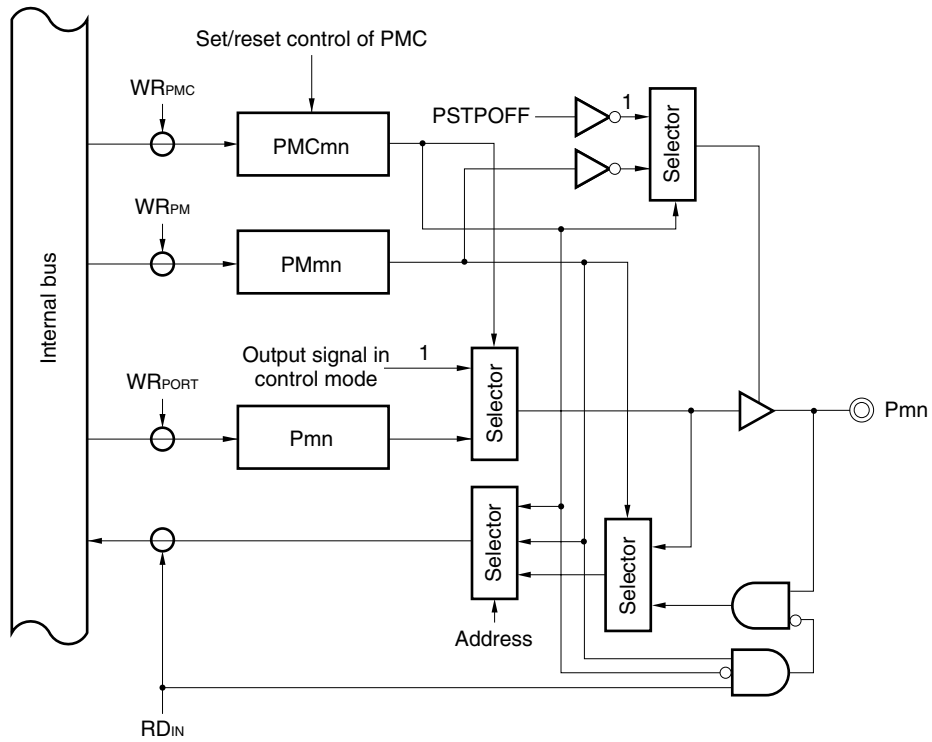 Set/reset control of PMC
WRPMC
PSTPOFF
1
PMCmn
Selector
WRPM
PMmn
Internal bus
Output signal in
control mode
1
WRPORT
Selector
Pmn
Pmn
Selector
Selector
Address
RDIN